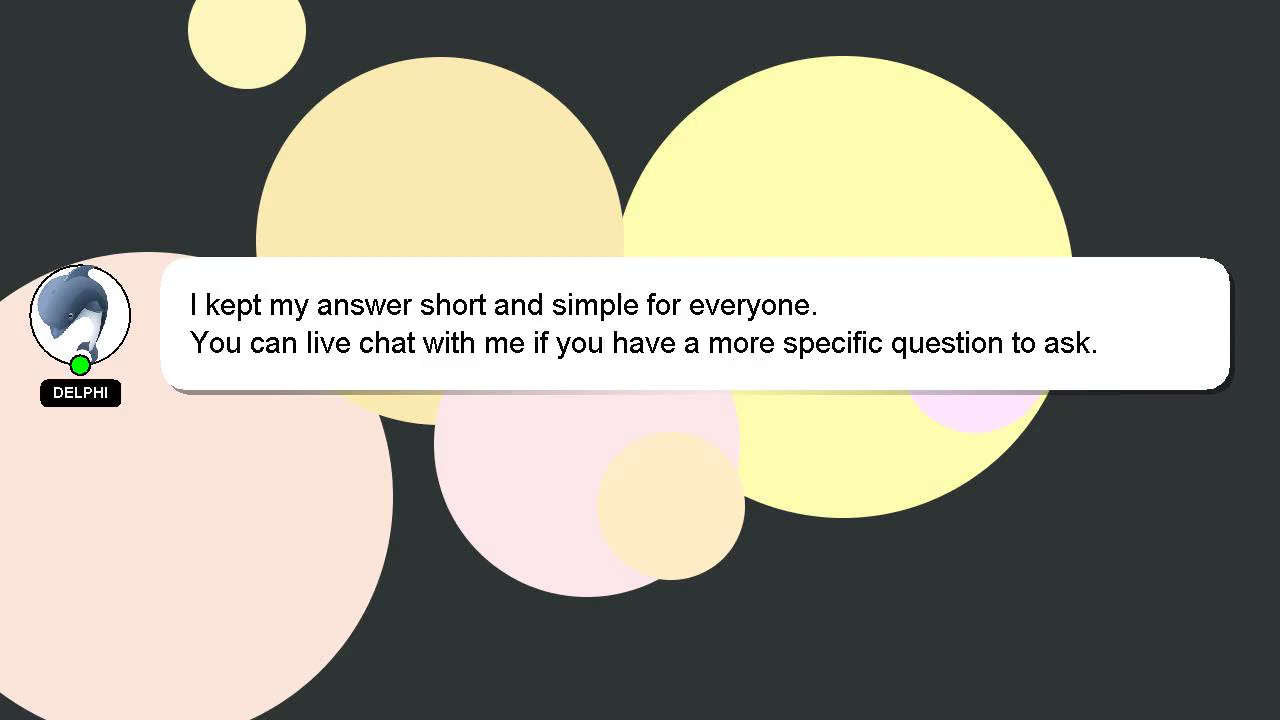 I kept my answer short and simple for everyone.
You can live chat with me if you have a more specific question to ask.
DELPHI